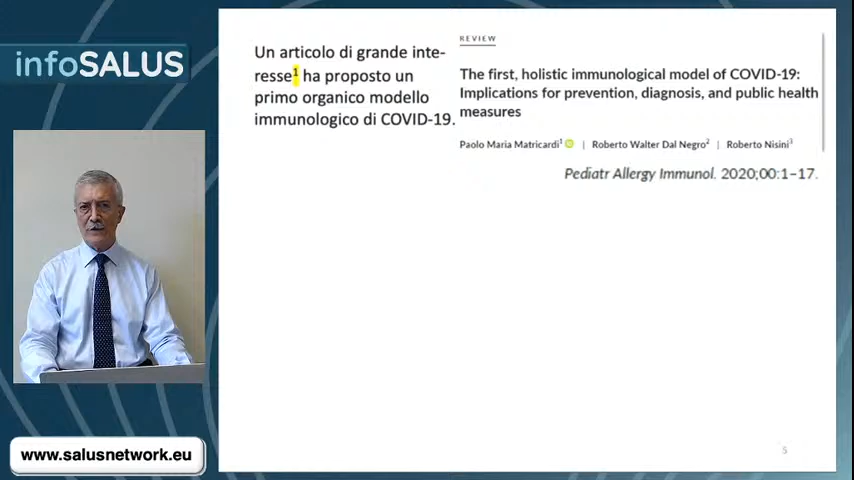 infoSALUS
Un articolo di grande inte-
resse1 ha proposto un
primo organico modello
immunologico di COVID-19.
REVIEW
The first, holistic immunological model of COVID-19:
Implications for prevention, diagnosis, and public health
measures
Paolo Maria Matricardi1 | Roberto Walter Dal Negro2 | Roberto Nisini3
Pediatr Allergy Immunol. 2020;00:1–17.
www.salusnetwork.eu
5